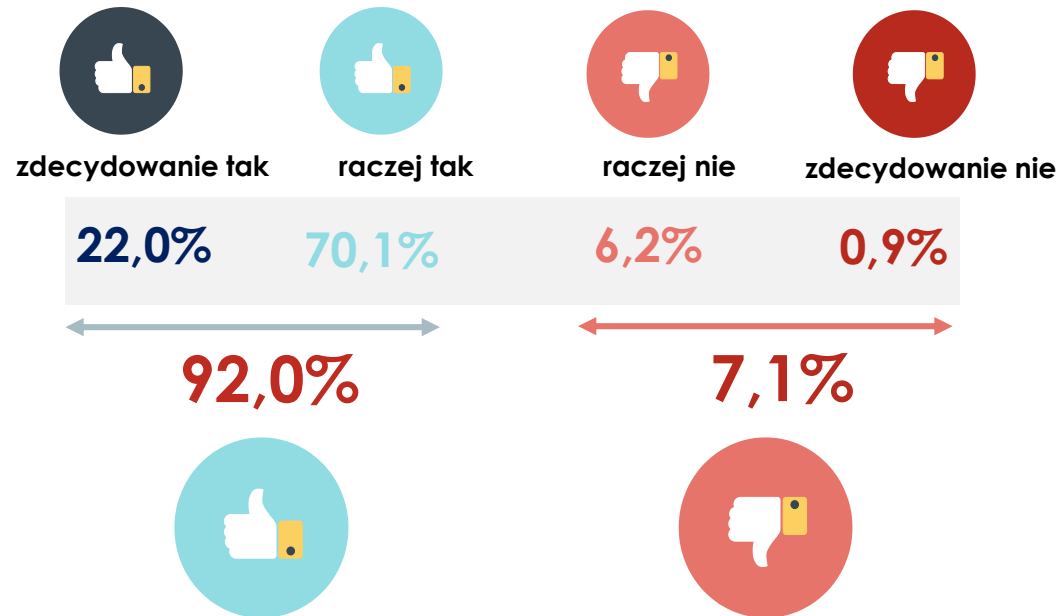 zdecydowanie tak raczej tak raczej nie zdecydowanie nie
22,0% 70,1% 6,2% 0,9%
92,0% 7,1%